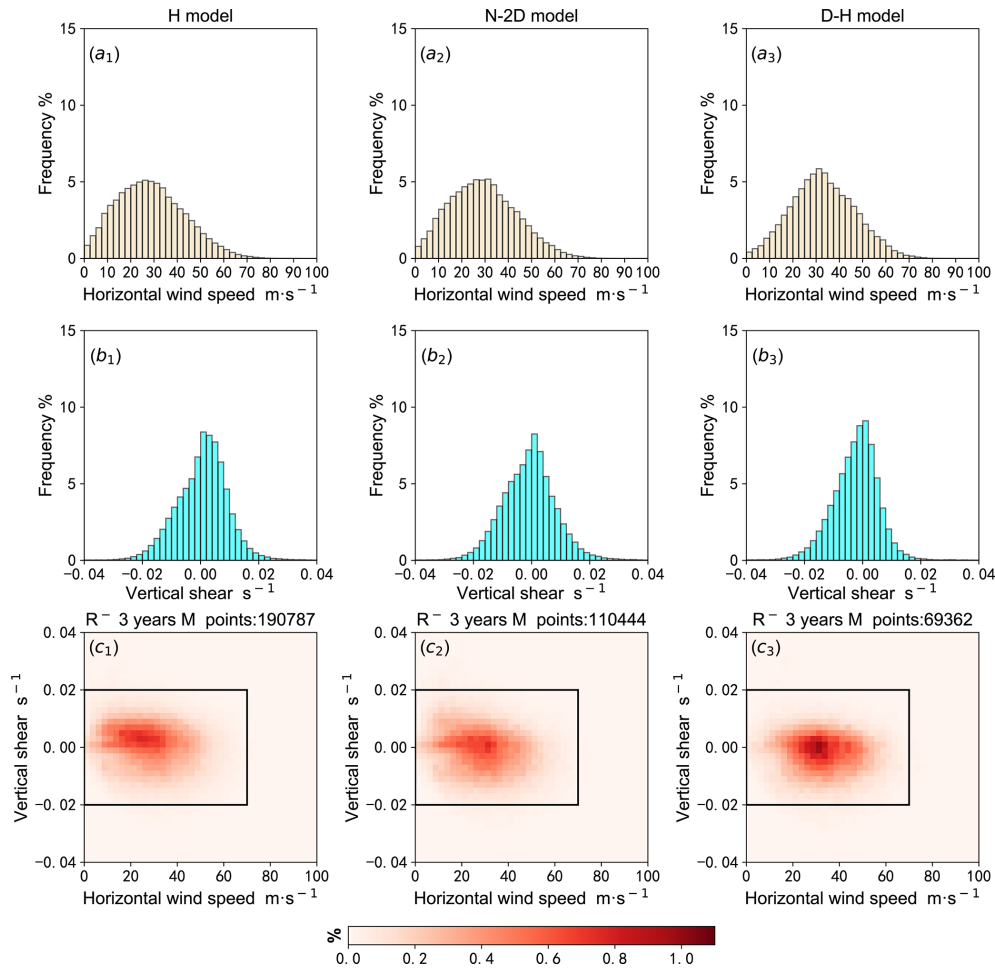 H model N-2D model D-H model
15 15 15
(a1) (a2) (a3)
10 10 10
Frequency % Frequency % Frequency %
5 5 5
0 0 0
0 10 20 30 40 50 60 70 80 90 100 0 10 20 30 40 50 60 70 80 90 100 0 10 20 30 40 50 60 70 80 90 100
Horizontal wind speed m·s⁻¹ Horizontal wind speed m·s⁻¹ Horizontal wind speed m·s⁻¹
15 15 15
(b1) (b2) (b3)
10 10 10
Frequency % Frequency % Frequency %
5 5 5
0 0 0
−0.04 −0.02 0.00 0.02 0.04 −0.04 −0.02 0.00 0.02 0.04 −0.04 −0.02 0.00 0.02 0.04
Vertical shear s⁻¹ Vertical shear s⁻¹ Vertical shear s⁻¹
R⁻ 3 years M points:190787 R⁻ 3 years M points:110444 R⁻ 3 years M points:69362
0.04 0.04 0.04
(c1) (c2) (c3)
0.02 0.02 0.02
Vertical shear s⁻¹ Vertical shear s⁻¹ Vertical shear s⁻¹
0.00 0.00 0.00
−0.02 −0.02 −0.02
−0.04 −0.04 −0.04
0 20 40 60 80 100 0 20 40 60 80 100 0 20 40 60 80 100
Horizontal wind speed m·s⁻¹ Horizontal wind speed m·s⁻¹ Horizontal wind speed m·s⁻¹
%
0.0 0.2 0.4 0.6 0.8 1.0